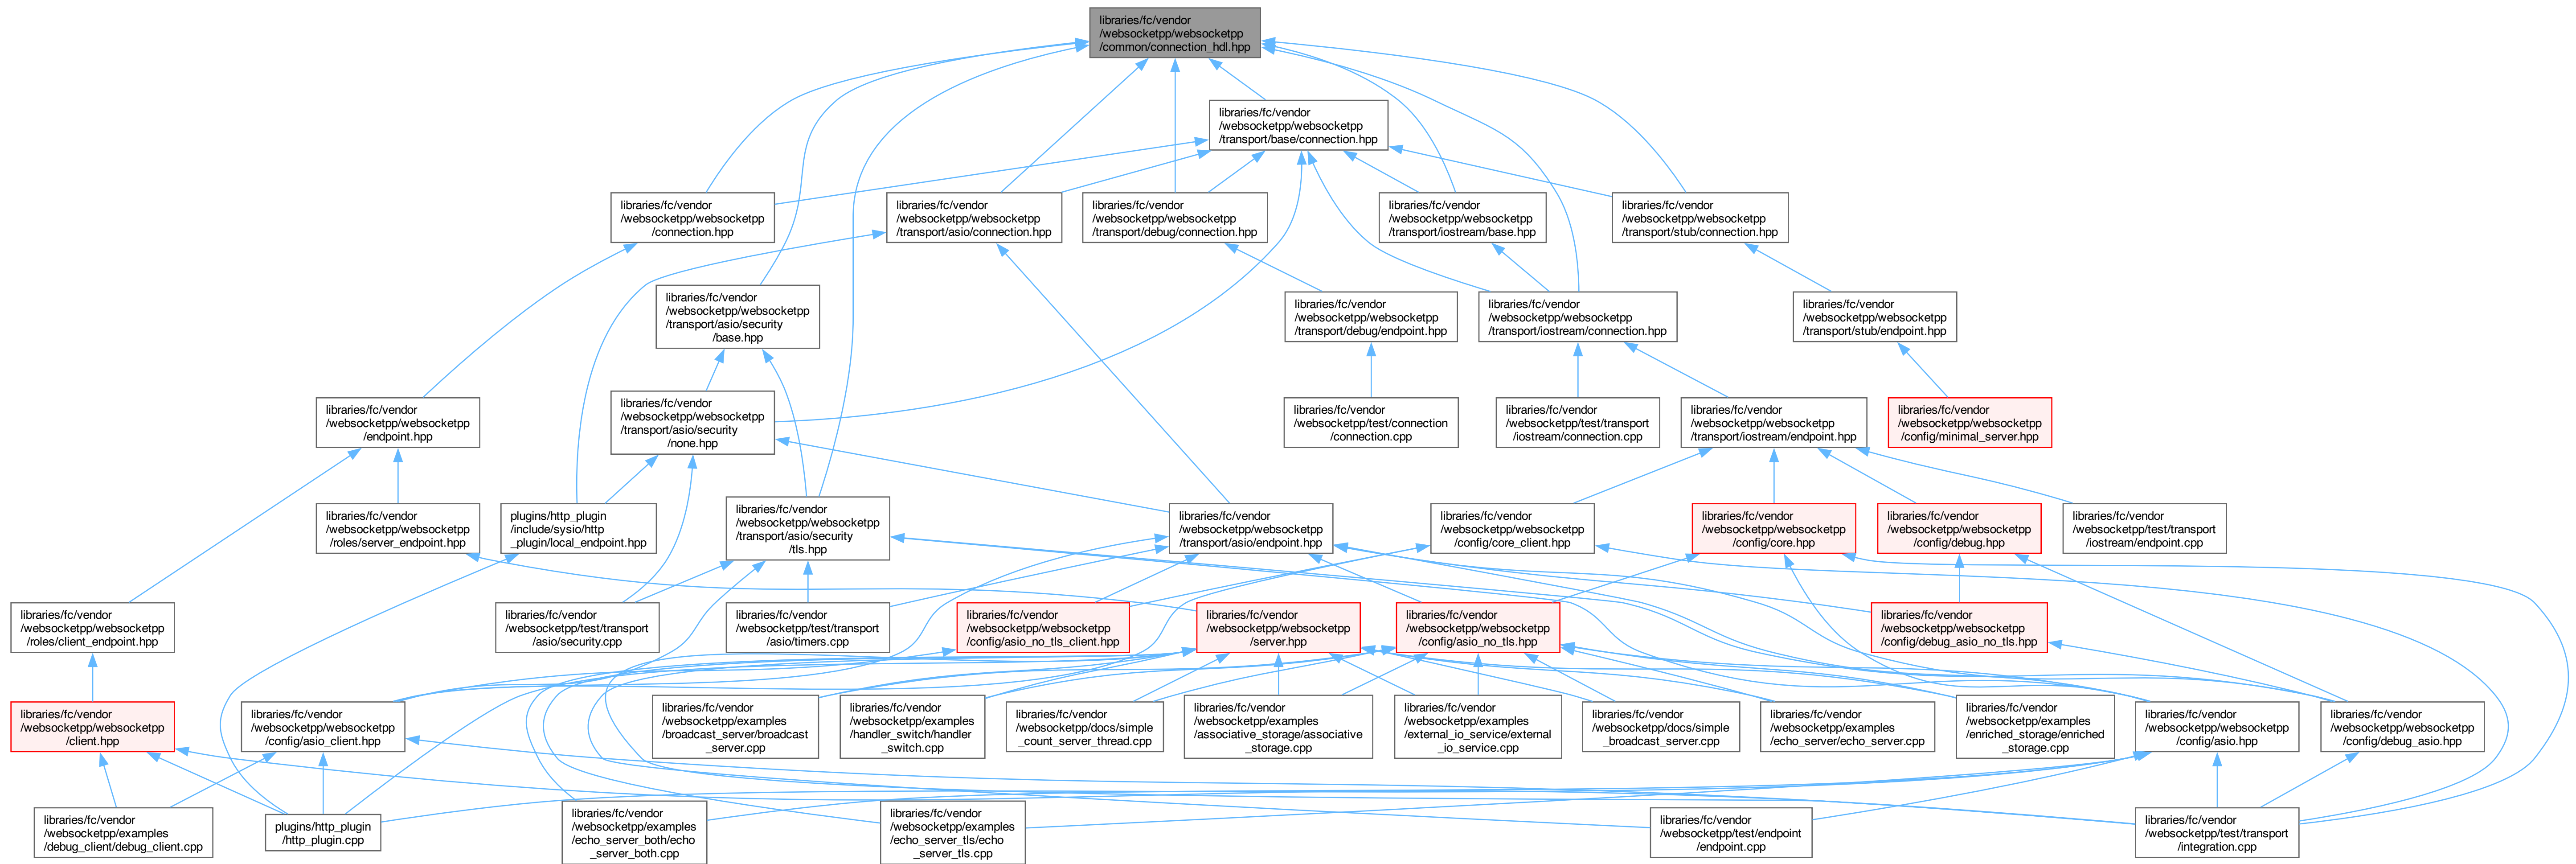 libraries/fc/vendor
/websocketpp/websocketpp
/common/connection_hdl.hpp
libraries/fc/vendor
/websocketpp/websocketpp
/transport/base/connection.hpp
libraries/fc/vendor
/websocketpp/websocketpp
/connection.hpp
libraries/fc/vendor
/websocketpp/websocketpp
/transport/asio/connection.hpp
libraries/fc/vendor
/websocketpp/websocketpp
/transport/debug/connection.hpp
libraries/fc/vendor
/websocketpp/websocketpp
/transport/iostream/base.hpp
libraries/fc/vendor
/websocketpp/websocketpp
/transport/stub/connection.hpp
libraries/fc/vendor
/websocketpp/websocketpp
/transport/asio/security
/base.hpp
libraries/fc/vendor
/websocketpp/websocketpp
/transport/debug/endpoint.hpp
libraries/fc/vendor
/websocketpp/websocketpp
/transport/iostream/connection.hpp
libraries/fc/vendor
/websocketpp/websocketpp
/transport/stub/endpoint.hpp
libraries/fc/vendor
/websocketpp/websocketpp
/endpoint.hpp
libraries/fc/vendor
/websocketpp/websocketpp
/transport/asio/security
/none.hpp
libraries/fc/vendor
/websocketpp/test/connection
/connection.cpp
libraries/fc/vendor
/websocketpp/test/transport
/iostream/connection.cpp
libraries/fc/vendor
/websocketpp/websocketpp
/transport/iostream/endpoint.hpp
libraries/fc/vendor
/websocketpp/websocketpp
/config/minimal_server.hpp
libraries/fc/vendor
/websocketpp/websocketpp
/roles/server_endpoint.hpp
plugins/http_plugin
/include/sysio/http
_plugin/local_endpoint.hpp
libraries/fc/vendor
/websocketpp/websocketpp
/transport/asio/security
/tls.hpp
libraries/fc/vendor
/websocketpp/websocketpp
/transport/asio/endpoint.hpp
libraries/fc/vendor
/websocketpp/websocketpp
/config/core_client.hpp
libraries/fc/vendor
/websocketpp/websocketpp
/config/core.hpp
libraries/fc/vendor
/websocketpp/websocketpp
/config/debug.hpp
libraries/fc/vendor
/websocketpp/test/transport
/iostream/endpoint.cpp
libraries/fc/vendor
/websocketpp/websocketpp
/roles/client_endpoint.hpp
libraries/fc/vendor
/websocketpp/test/transport
/asio/security.cpp
libraries/fc/vendor
/websocketpp/test/transport
/asio/timers.cpp
libraries/fc/vendor
/websocketpp/websocketpp
/config/asio_no_tls_client.hpp
libraries/fc/vendor
/websocketpp/websocketpp
/server.hpp
libraries/fc/vendor
/websocketpp/websocketpp
/config/asio_no_tls.hpp
libraries/fc/vendor
/websocketpp/websocketpp
/config/debug_asio_no_tls.hpp
libraries/fc/vendor
/websocketpp/websocketpp
/client.hpp
libraries/fc/vendor
/websocketpp/websocketpp
/config/asio_client.hpp
libraries/fc/vendor
/websocketpp/examples
/broadcast_server/broadcast
_server.cpp
libraries/fc/vendor
/websocketpp/examples
/handler_switch/handler
_switch.cpp
libraries/fc/vendor
/websocketpp/docs/simple
_count_server_thread.cpp
libraries/fc/vendor
/websocketpp/examples
/associative_storage/associative
_storage.cpp
libraries/fc/vendor
/websocketpp/examples
/external_io_service/external
_io_service.cpp
libraries/fc/vendor
/websocketpp/docs/simple
_broadcast_server.cpp
libraries/fc/vendor
/websocketpp/examples
/echo_server/echo_server.cpp
libraries/fc/vendor
/websocketpp/examples
/enriched_storage/enriched
_storage.cpp
libraries/fc/vendor
/websocketpp/websocketpp
/config/asio.hpp
libraries/fc/vendor
/websocketpp/websocketpp
/config/debug_asio.hpp
libraries/fc/vendor
/websocketpp/examples
/debug_client/debug_client.cpp
plugins/http_plugin
/http_plugin.cpp
libraries/fc/vendor
/websocketpp/examples
/echo_server_both/echo
_server_both.cpp
libraries/fc/vendor
/websocketpp/examples
/echo_server_tls/echo
_server_tls.cpp
libraries/fc/vendor
/websocketpp/test/endpoint
/endpoint.cpp
libraries/fc/vendor
/websocketpp/test/transport
/integration.cpp